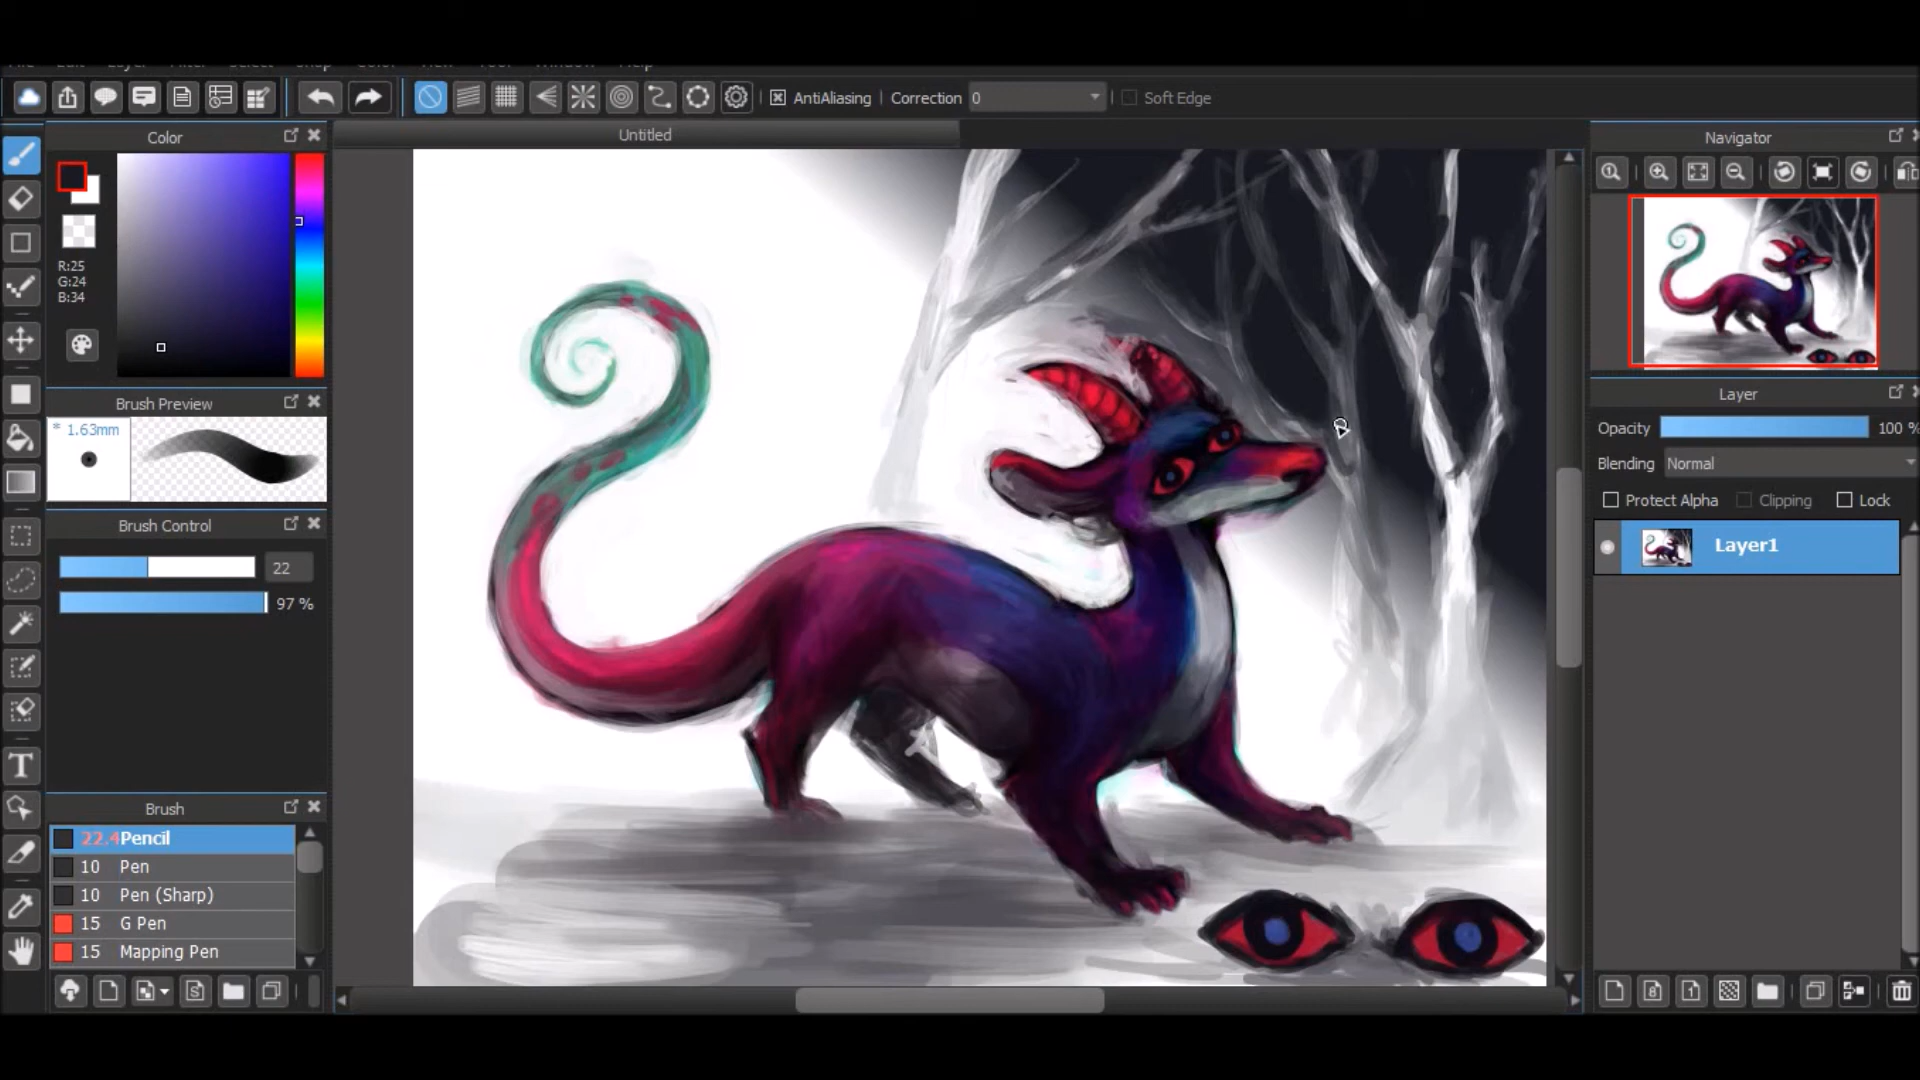 AntiAliasing
Correction 0
Soft Edge
Color
Untitled
Navigator
R:25
G:24
B:34
Layer
Brush Preview
* 1.63mm
Opacity 100 %
Blending Normal
Protect Alpha
Clipping
Lock
Brush Control
Layer1
22
97 %
Brush
22.4 Pencil
10 Pen
10 Pen (Sharp)
15 G Pen
15 Mapping Pen